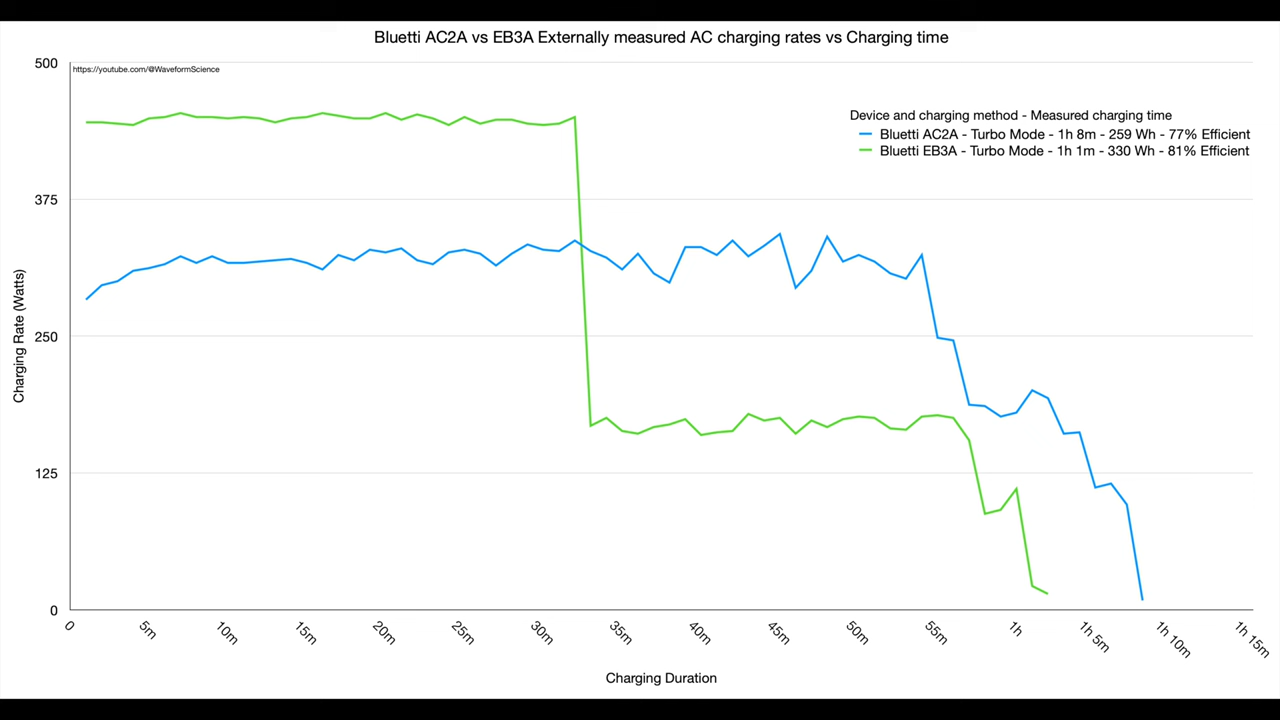 Bluetti AC2A vs EB3A Externally measured AC charging rates vs Charging time
500
https://youtube.com/@WaveformScience
Device and charging method - Measured charging time
Bluetti AC2A - Turbo Mode - 1h 8m - 259 Wh - 77% Efficient
Bluetti EB3A - Turbo Mode - 1h 1m - 330 Wh - 81% Efficient
375
250
125
0
Charging Rate (Watts)
0 5m 10m 15m 20m 25m 30m 35m 40m 45m 50m 55m 1h 1h 5m 1h 10m 1h 15m
Charging Duration